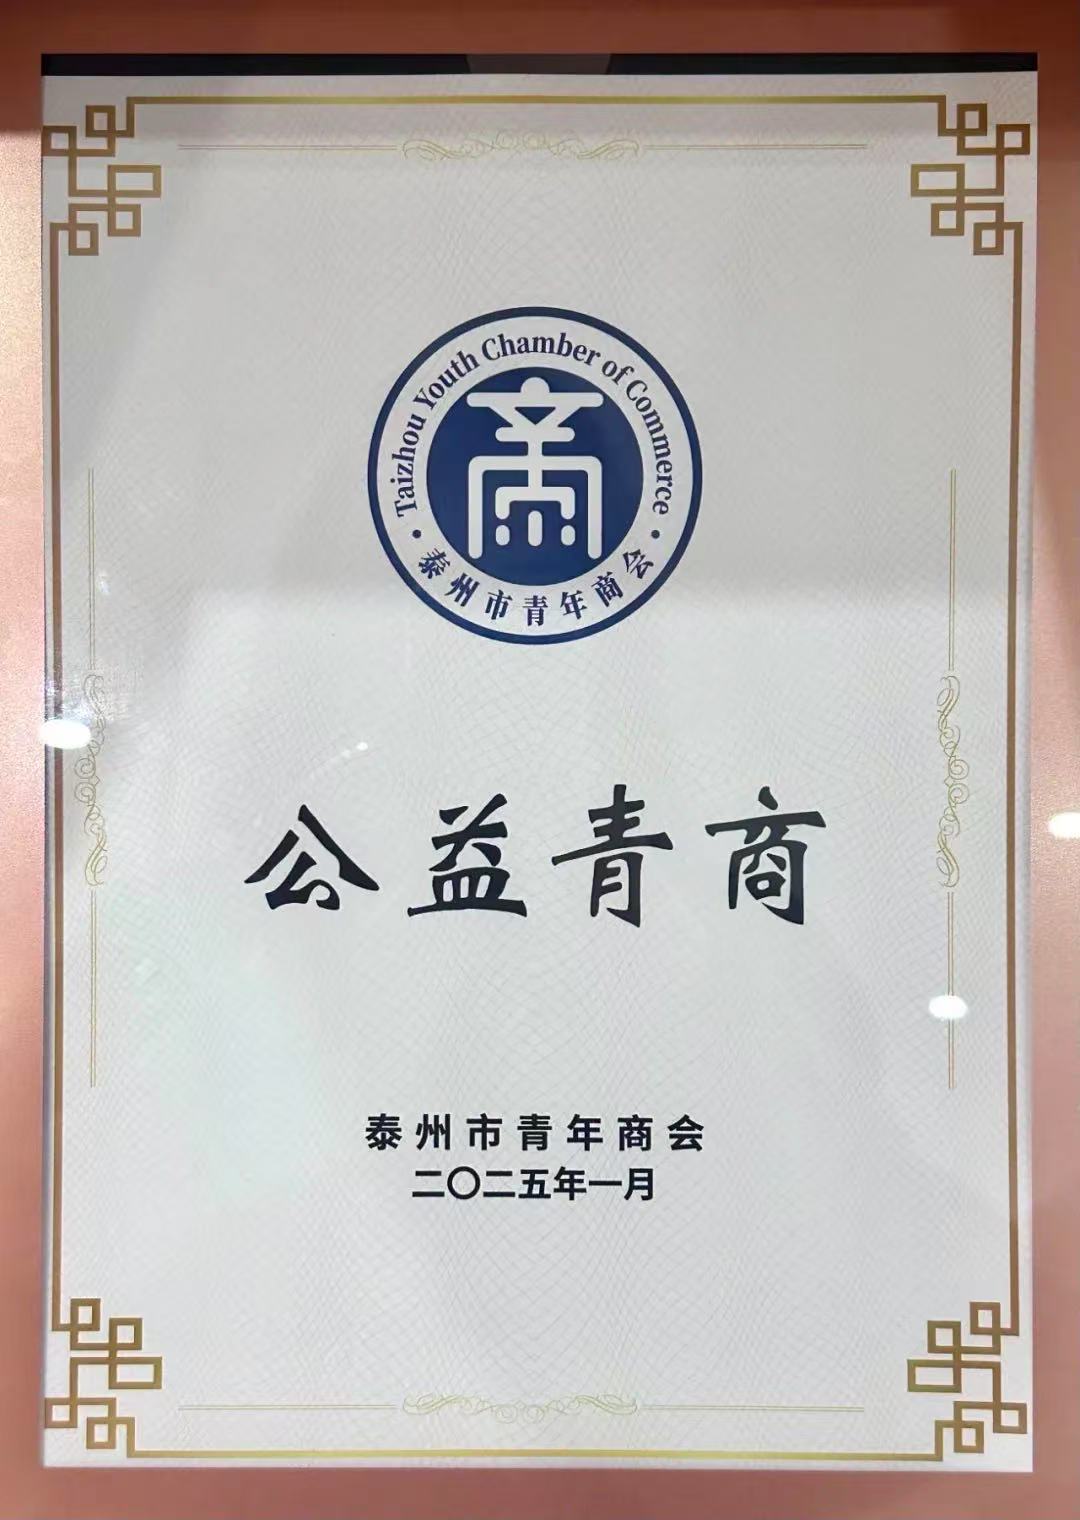 Taizhou Youth Chamber of Commerce
商
·泰州市青年商会·
公益青商
泰州市青年商会
二〇二五年一月